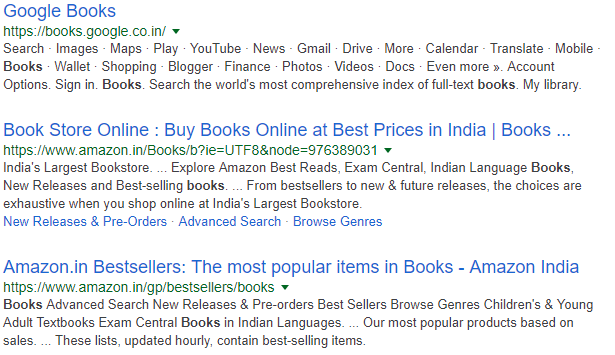 Google Books
https://books.google.co.in/
Search · Images · Maps · Play · YouTube · News · Gmail · Drive · More · Calendar · Translate · Mobile ·
Books · Wallet · Shopping · Blogger · Finance · Photos · Videos · Docs · Even more ». Account
Options. Sign in. Books. Search the world's most comprehensive index of full-text books. My library.
Book Store Online : Buy Books Online at Best Prices in India | Books ...
https://www.amazon.in/Books/b?ie=UTF8&node=976389031
India's Largest Bookstore. ... Explore Amazon Best Reads, Exam Central, Indian Language Books,
New Releases and Best-selling books. ... From bestsellers to new & future releases, the choices are
exhaustive when you shop online at India's Largest Bookstore.
New Releases & Pre-Orders · Advanced Search · Browse Genres
Amazon.in Bestsellers: The most popular items in Books - Amazon India
https://www.amazon.in/gp/bestsellers/books
Books Advanced Search New Releases & Pre-orders Best Sellers Browse Genres Children's & Young
Adult Textbooks Exam Central Books in Indian Languages. ... Our most popular products based on
sales. ... These lists, updated hourly, contain best-selling items.